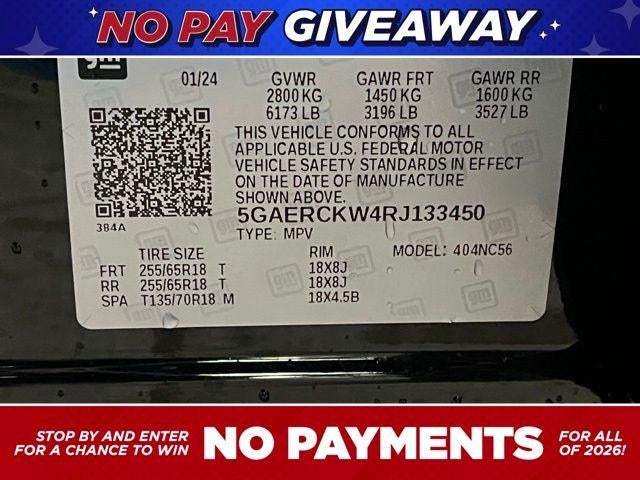 NO PAY GIVEAWAY
gm
01/24 GVWR GAWR FRT GAWR RR
2800 KG 1450 KG 1600 KG
6173 LB 3196 LB 3527 LB
THIS VEHICLE CONFORMS TO ALL
APPLICABLE U.S. FEDERAL MOTOR
VEHICLE SAFETY STANDARDS IN EFFECT
ON THE DATE OF MANUFACTURE
SHOWN ABOVE.
384A
5GAERCKW4RJ133450
TYPE: MPV
TIRE SIZE RIM MODEL: 404NC56
FRT 255/65R18 T 18X8J
RR 255/65R18 T 18X8J
SPA T135/70R18 M 18X4.5B
STOP BY AND ENTER
FOR A CHANCE TO WIN
NO PAYMENTS
FOR ALL
OF 2026!